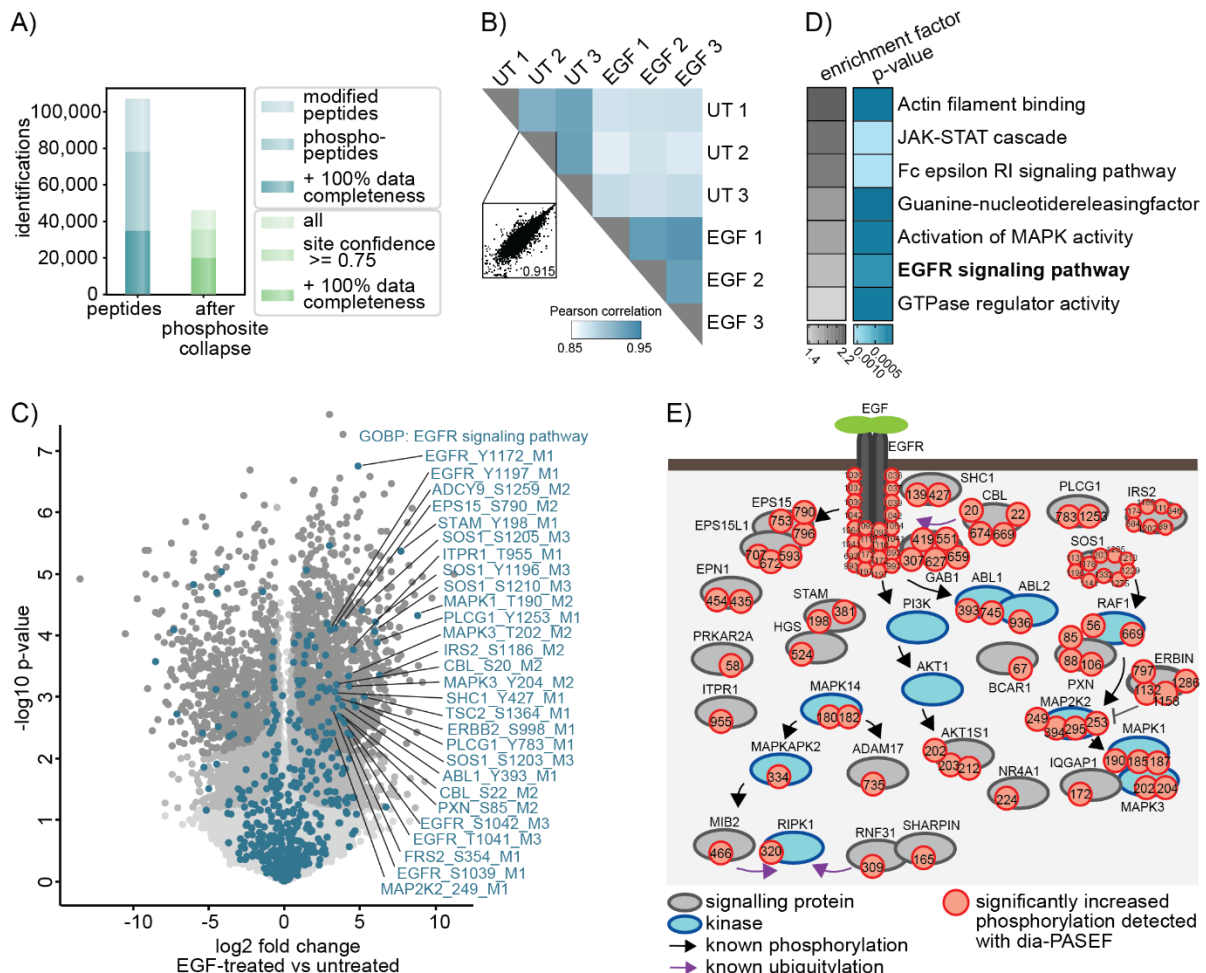 A)
100,000
80,000
60,000
40,000
20,000
0
identifications
peptides
after
phosphosite
collapse
modified
peptides
phospho-
peptides
+ 100% data
completeness
all
site confidence
>= 0.75
+ 100% data
completeness
B)
UT 1
UT 2
UT 3
EGF 1
EGF 2
EGF 3
UT 1
UT 2
UT 3
EGF 1
EGF 2
EGF 3
0.915
Pearson correlation
0.85
0.95
D)
enrichment factor
p-value
Actin filament binding
JAK-STAT cascade
Fc epsilon RI signaling pathway
Guanine-nucleotidereleasingfactor
Activation of MAPK activity
EGFR signaling pathway
GTPase regulator activity
1.4
2.2
0.0010
0.0005
C)
7
6
5
4
3
2
1
0
-log10 p-value
-10
-5
0
5
10
log2 fold change
EGF-treated vs untreated
GOBP: EGFR signaling pathway
EGFR_Y1172_M1
EGFR_Y1197_M1
ADCY9_S1259_M2
EPS15_S790_M2
STAM_Y198_M1
SOS1_S1205_M3
ITPR1_T955_M1
SOS1_Y1196_M3
SOS1_S1210_M3
MAPK1_T190_M2
PLCG1_Y1253_M1
MAPK3_T202_M2
IRS2_S1186_M2
CBL_S20_M2
MAPK3_Y204_M2
SHC1_Y427_M1
TSC2_S1364_M1
ERBB2_S998_M1
PLCG1_Y783_M1
SOS1_S1203_M3
ABL1_Y393_M1
CBL_S22_M2
PXN_S85_M2
EGFR_S1042_M3
EGFR_T1041_M3
FRS2_S354_M1
EGFR_S1039_M1
MAP2K2_249_M1
E)
EGF
EGFR
SHC1
139
427
CBL
20
22
674
669
PLCG1
783
1253
IRS2
EPS15
753
790
796
EPS15L1
707
672
593
419
551
307
627
659
GAB1
SOS1
EPN1
454
435
STAM
198
381
HGS
524
PI3K
ABL1
ABL2
393
745
936
RAF1
56
669
85
88
106
PXN
PRKAR2A
58
BCAR1
67
ERBIN
797
1286
1132
1158
ITPR1
955
AKT1
MAPK14
180
182
MAP2K2
249
394
295
253
MAPK1
190
185
187
202
204
MAPK3
MAPKAPK2
334
ADAM17
735
AKT1S1
202
203
212
NR4A1
224
IQGAP1
172
MIB2
466
RIPK1
320
RNF31
309
SHARPIN
165
signalling protein
kinase
known phosphorylation
known ubiquitylation
significantly increased
phosphorylation detected
with dia-PASEF